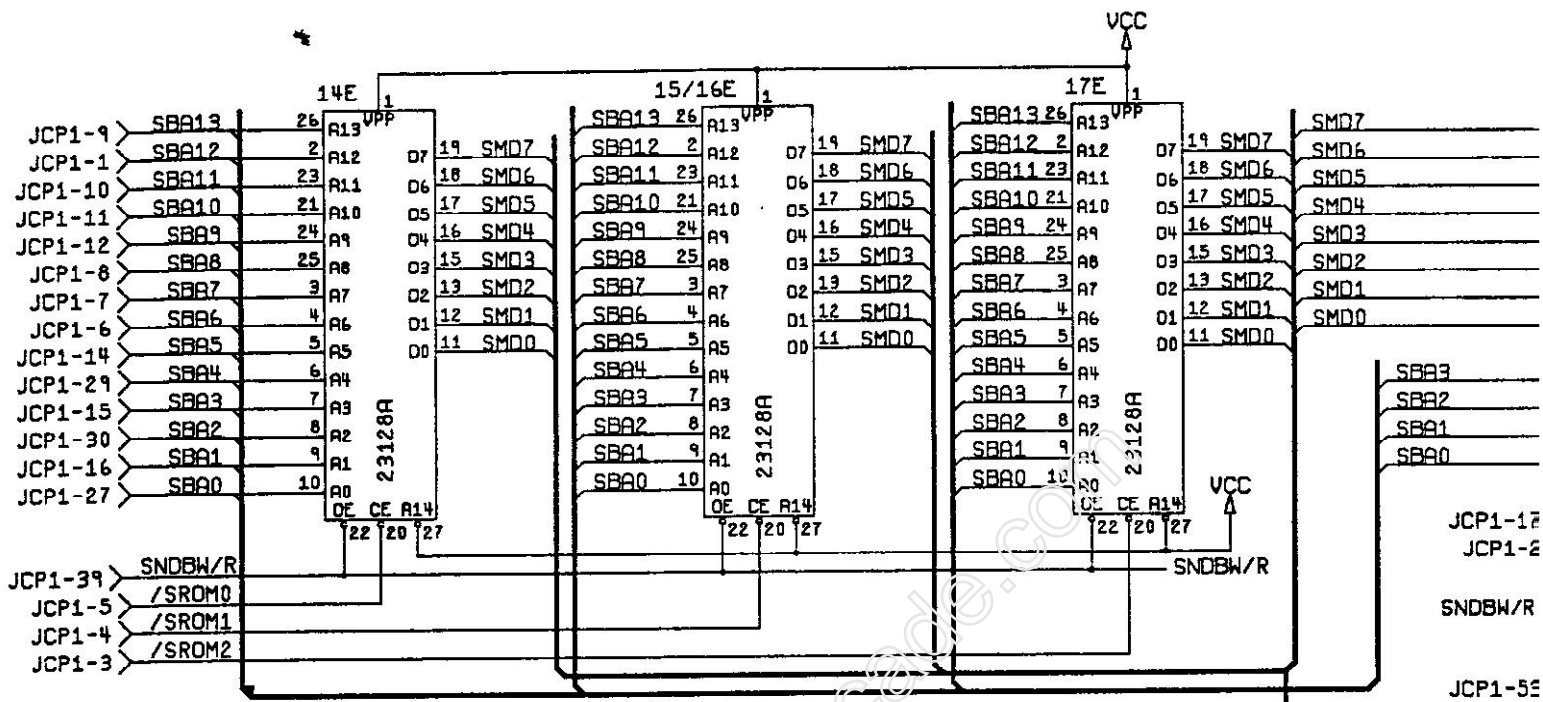 VCC
14E 15/16E 17E
1 1 1
VPP VPP VPP
JCP1-9 SBA13 26 A13 SBA13 26 A13 SBA13 26 A13 SMD7
JCP1-1 SBA12 2 A12 D7 19 SMD7 SBA12 2 A12 D7 19 SMD7 SBA12 2 A12 D7 19 SMD7 SMD6
JCP1-10 SBA11 23 A11 D6 18 SMD6 SBA11 23 A11 D6 18 SMD6 SBA11 23 A11 D6 18 SMD6 SMD5
JCP1-11 SBA10 21 A10 D5 17 SMD5 SBA10 21 A10 D5 17 SMD5 SBA10 21 A10 D5 17 SMD5 SMD4
JCP1-12 SBA9 24 A9 D4 16 SMD4 SBA9 24 A9 D4 16 SMD4 SBA9 24 A9 D4 16 SMD4 SMD3
JCP1-8 SBA8 25 A8 D3 15 SMD3 SBA8 25 A8 D3 15 SMD3 SBA8 25 A8 D3 15 SMD3 SMD2
JCP1-7 SBA7 3 A7 D2 13 SMD2 SBA7 3 A7 D2 13 SMD2 SBA7 3 A7 D2 13 SMD2 SMD1
JCP1-6 SBA6 4 A6 D1 12 SMD1 SBA6 4 A6 D1 12 SMD1 SBA6 4 A6 D1 12 SMD1 SMD0
JCP1-14 SBA5 5 A5 D0 11 SMD0 SBA5 5 A5 D0 11 SMD0 SBA5 5 A5 D0 11 SMD0
JCP1-29 SBA4 6 A4 SBA4 6 A4 SBA4 6 A4 SBA3
JCP1-15 SBA3 7 A3 SBA3 7 A3 SBA3 7 A3 SBA2
JCP1-30 SBA2 8 A2 SBA2 8 A2 SBA2 8 A2 SBA1
JCP1-16 SBA1 9 A1 SBA1 9 A1 SBA1 9 A1 SBA0
JCP1-27 SBA0 10 A0 SBA0 10 A0 SBA0 10 A0 VCC
23128A 23128A 23128A
OE CE A14 OE CE A14 OE CE A14
22 20 27 22 20 27 22 20 27
JCP1-2
JCP1-39 SNDBW/R SNDBW/R
JCP1-5 /SROM0 SNDBW/R
JCP1-4 /SROM1
JCP1-3 /SROM2
cade.com